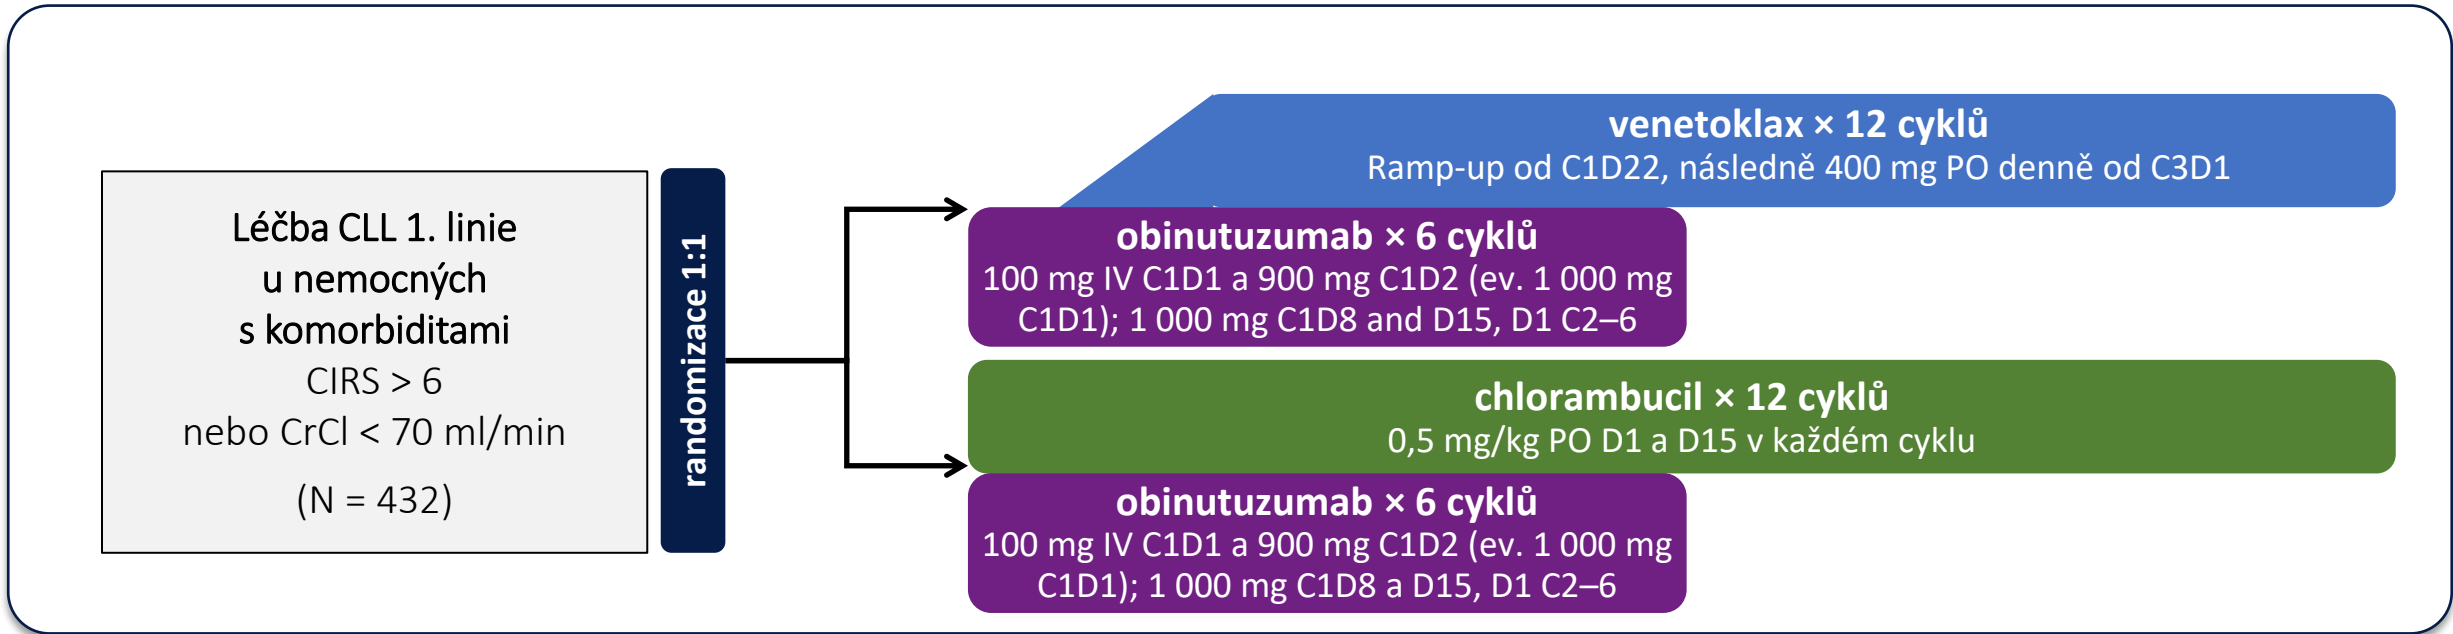 Léčba CLL 1. linie
u nemocných
s komorbiditami
CIRS > 6
nebo CrCl < 70 ml/min
(N = 432)
randomizace 1:1
venetoklax × 12 cyklů
Ramp-up od C1D22, následně 400 mg PO denně od C3D1
obinutuzumab × 6 cyklů
100 mg IV C1D1 a 900 mg C1D2 (ev. 1 000 mg
C1D1); 1 000 mg C1D8 and D15, D1 C2–6
chlorambucil × 12 cyklů
0,5 mg/kg PO D1 a D15 v každém cyklu
obinutuzumab × 6 cyklů
100 mg IV C1D1 a 900 mg C1D2 (ev. 1 000 mg
C1D1); 1 000 mg C1D8 a D15, D1 C2–6